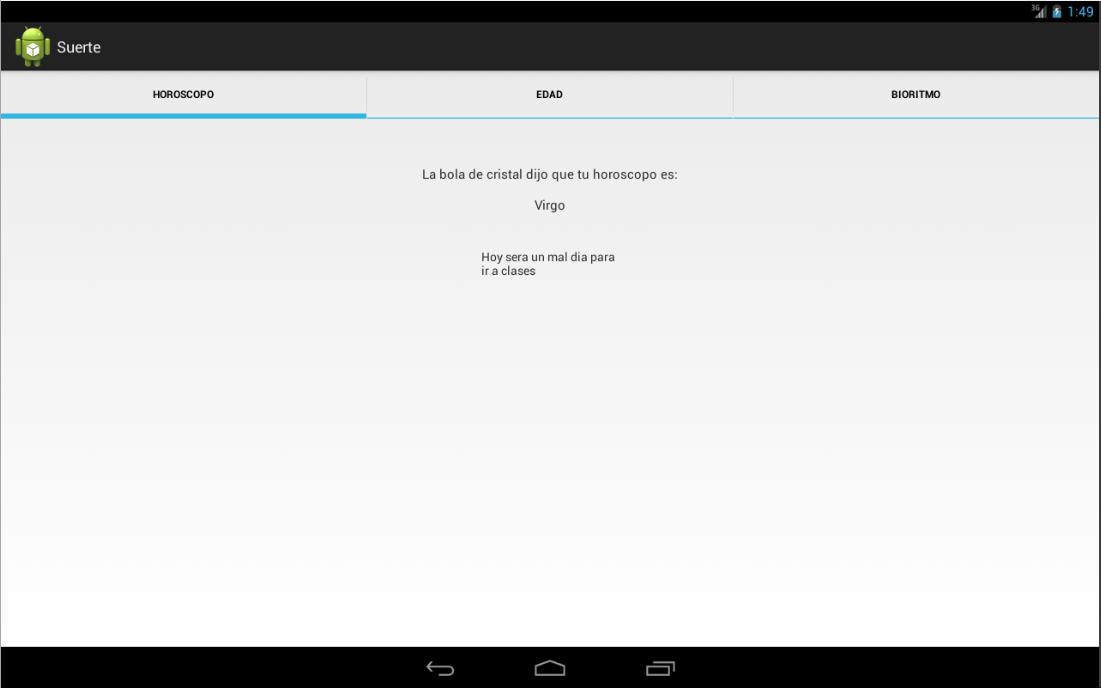 3G 1:49
Suerte
HOROSCOPO EDAD BIORITMO
La bola de cristal dijo que tu horoscopo es:
Virgo
Hoy sera un mal dia para
ir a clases